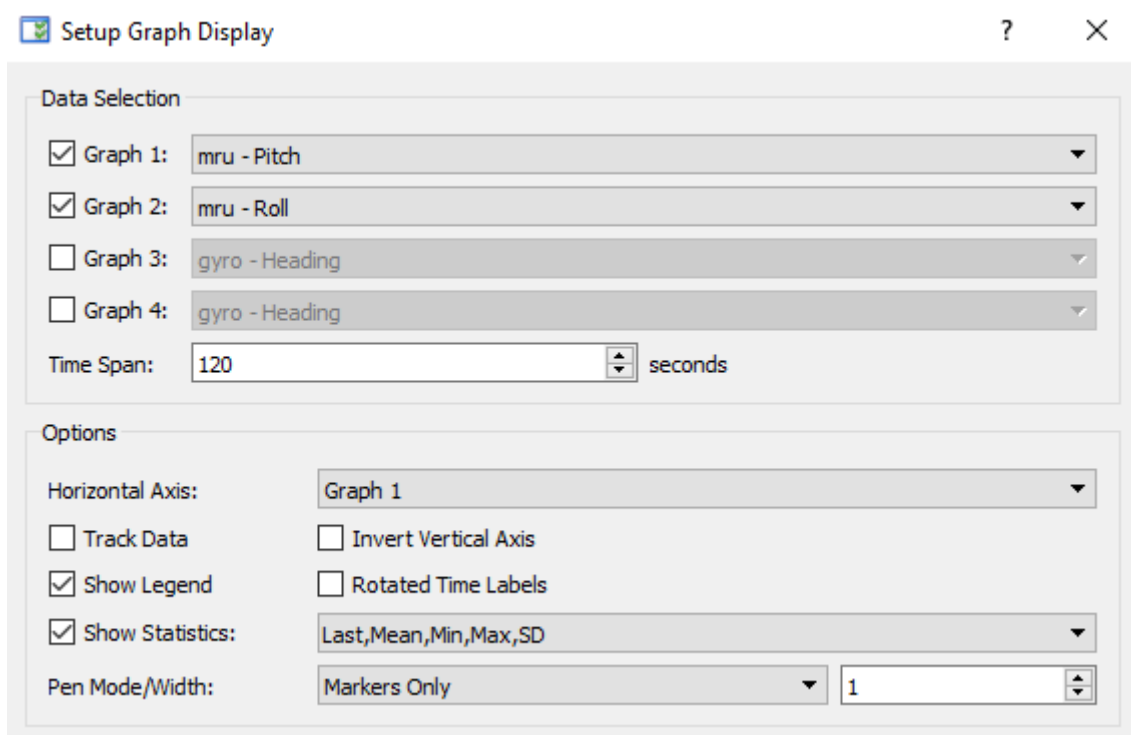 Setup Graph Display ?
Data Selection
Graph 1: mru - Pitch
Graph 2: mru - Roll
Graph 3: gyro - Heading
Graph 4: gyro - Heading
Time Span: 120 seconds
Options
Horizontal Axis: Graph 1
Track Data Invert Vertical Axis
Show Legend Rotated Time Labels
Show Statistics: Last,Mean,Min,Max,SD
Pen Mode/Width: Markers Only 1